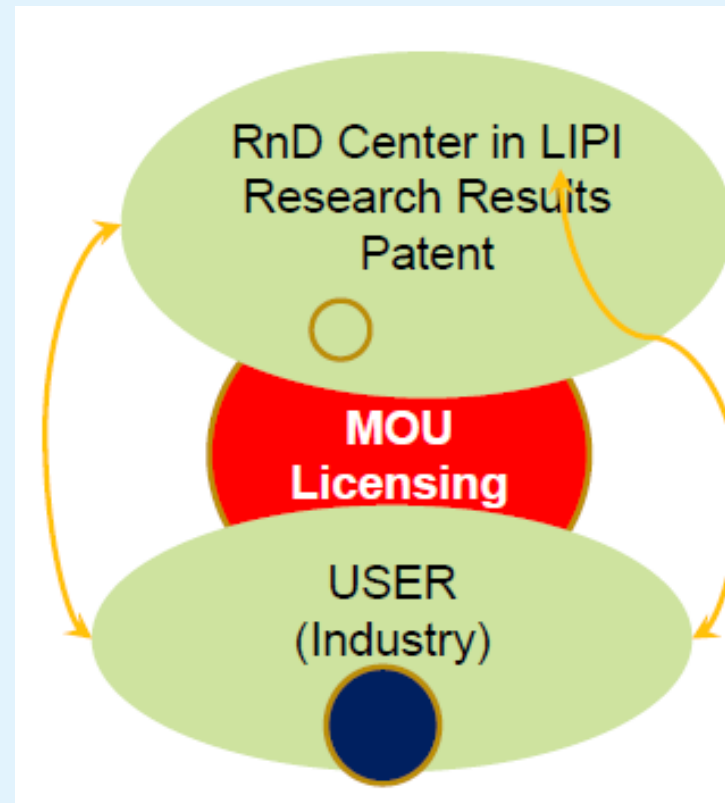 RnD Center in LIPI
Research Results
Patent
MOU
Licensing
USER
(Industry)